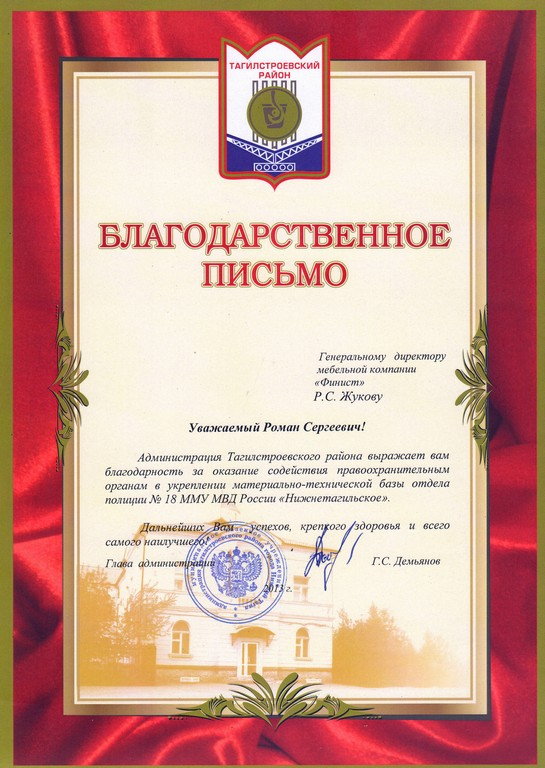 ТАГИЛСТРОЕВСКИЙ
РАЙОН
БЛАГОДАРСТВЕННОЕ
ПИСЬМО
Генеральному директору
мебельной компании
«Финист»
Р.С. Жукову
Уважаемый Роман Сергеевич!
Администрация Тагилстроевского района выражает вам
благодарность за оказание содействия правоохранительным
органам в укреплении материально-технической базы отдела
полиции № 18 ММУ МВД России «Нижнетагильское».
Дальнейших Вам успехов, крепкого здоровья и всего
самого наилучшего!
Глава администрации Г.С. Демьянов
2013 г.